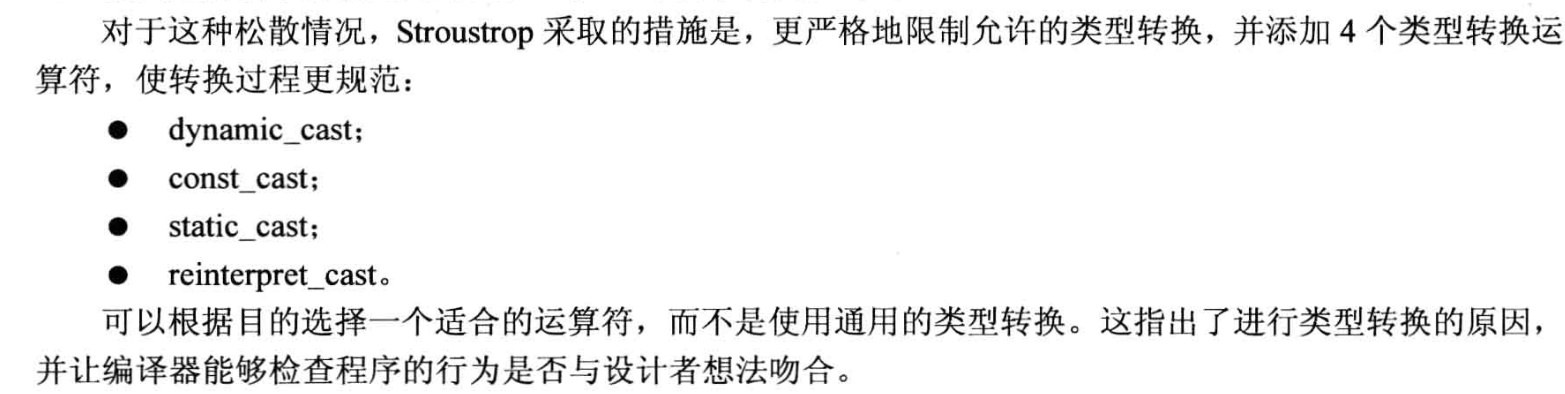 对于这种松散情况，Stroustrop 采取的措施是，更严格地限制允许的类型转换，并添加 4 个类型转换运
算符，使转换过程更规范：
● dynamic_cast；
● const_cast；
● static_cast；
● reinterpret_cast。
可以根据目的选择一个适合的运算符，而不是使用通用的类型转换。这指出了进行类型转换的原因，
并让编译器能够检查程序的行为是否与设计者想法吻合。